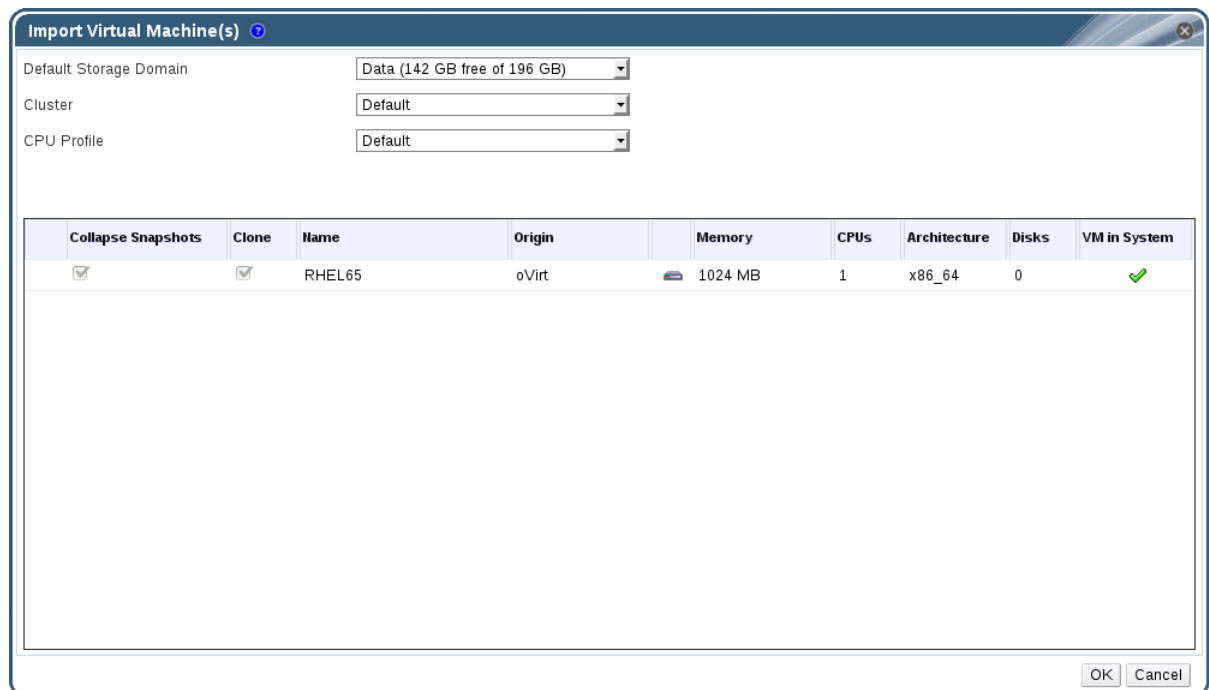 Import Virtual Machine(s) ?
Default Storage Domain Data (142 GB free of 196 GB)
Cluster Default
CPU Profile Default
Collapse Snapshots Clone Name Origin Memory CPUs Architecture Disks VM in System
RHEL65 oVirt 1024 MB 1 x86_64 0
OK Cancel